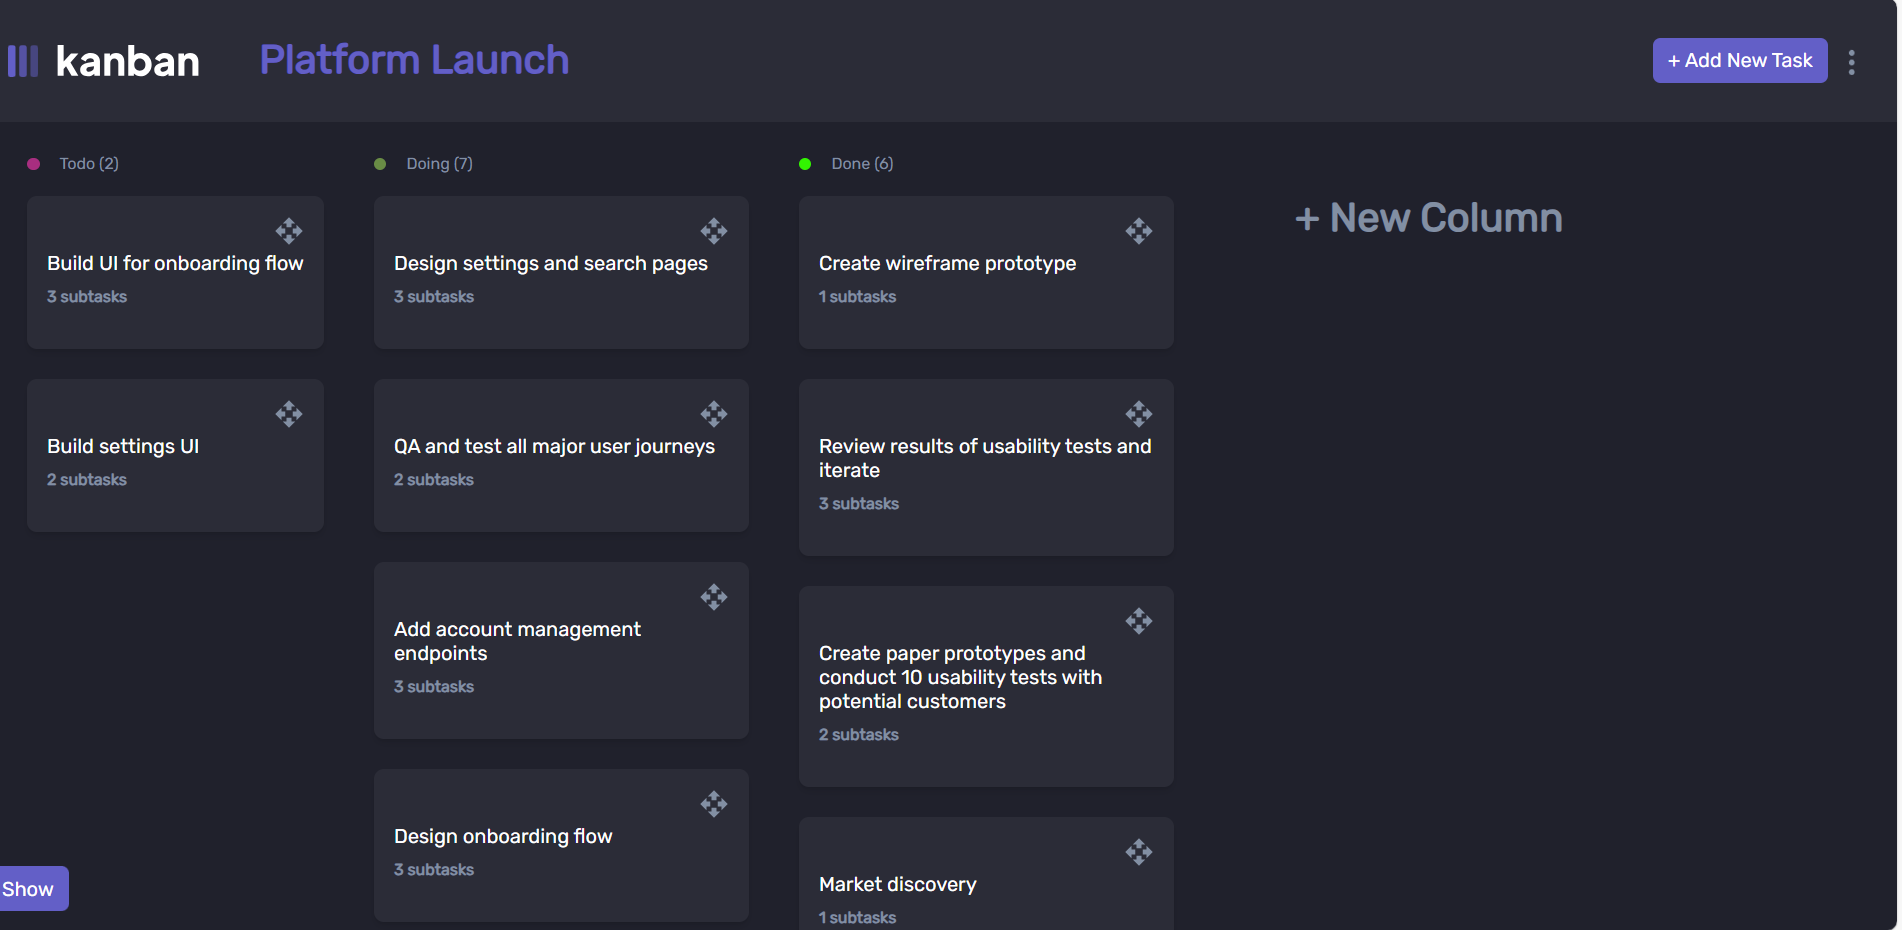 kanban
Platform Launch
+ Add New Task
Todo (2)
Build UI for onboarding flow
3 subtasks
Build settings UI
2 subtasks
Doing (7)
Design settings and search pages
3 subtasks
QA and test all major user journeys
2 subtasks
Add account management
endpoints
3 subtasks
Design onboarding flow
3 subtasks
Done (6)
Create wireframe prototype
1 subtasks
Review results of usability tests and
iterate
3 subtasks
Create paper prototypes and
conduct 10 usability tests with
potential customers
2 subtasks
Market discovery
1 subtasks
+ New Column
Show